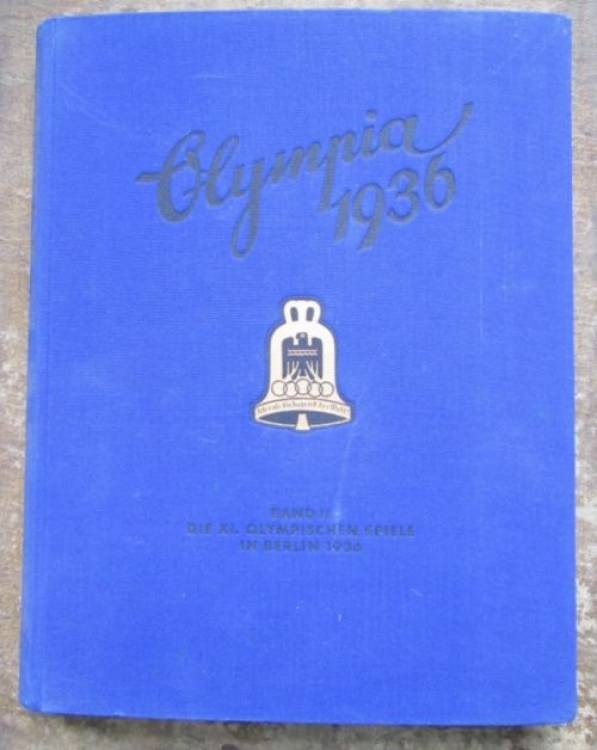 Olympia
1936
BAND II
DIE XI. OLYMPISCHEN SPIELE
IN BERLIN 1936